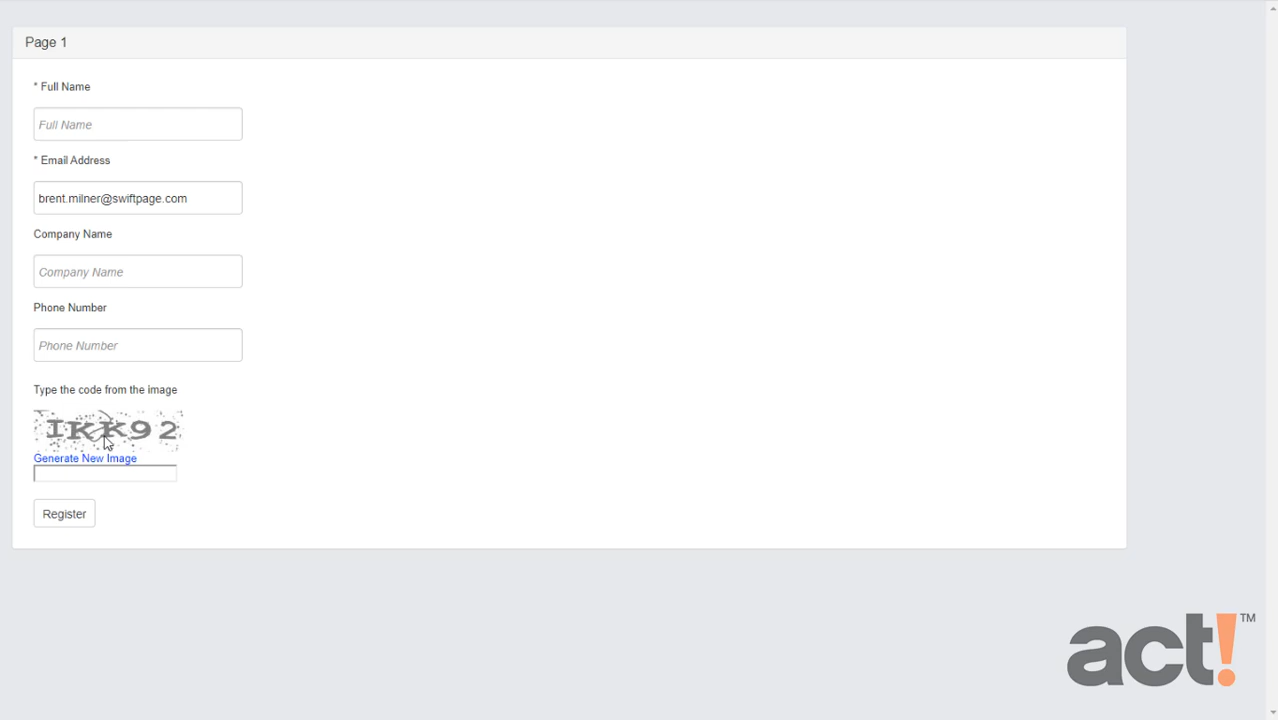 Page 1
* Full Name
Full Name
* Email Address
brent.milner@swiftpage.com
Company Name
Company Name
Phone Number
Phone Number
Type the code from the image
IKK92
Generate New Image
Register
act!™